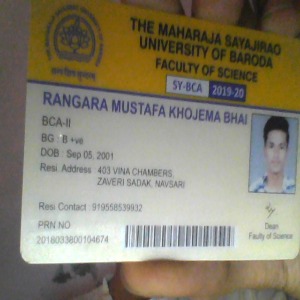 THE MAHARAJA SAYAJIRAO
UNIVERSITY OF BARODA
FACULTY OF SCIENCE
SY-BCA 2019-20
RANGARA MUSTAFA KHOJEMA BHAI
BCA-II
BG : B +ve
DOB : Sep 05, 2001
Resi. Address : 403 VINA CHAMBERS,
ZAVERI SADAK, NAVSARI
Resi. Contact : 919558539932
PRN NO
2018033800104674
Dean
Faculty of Science